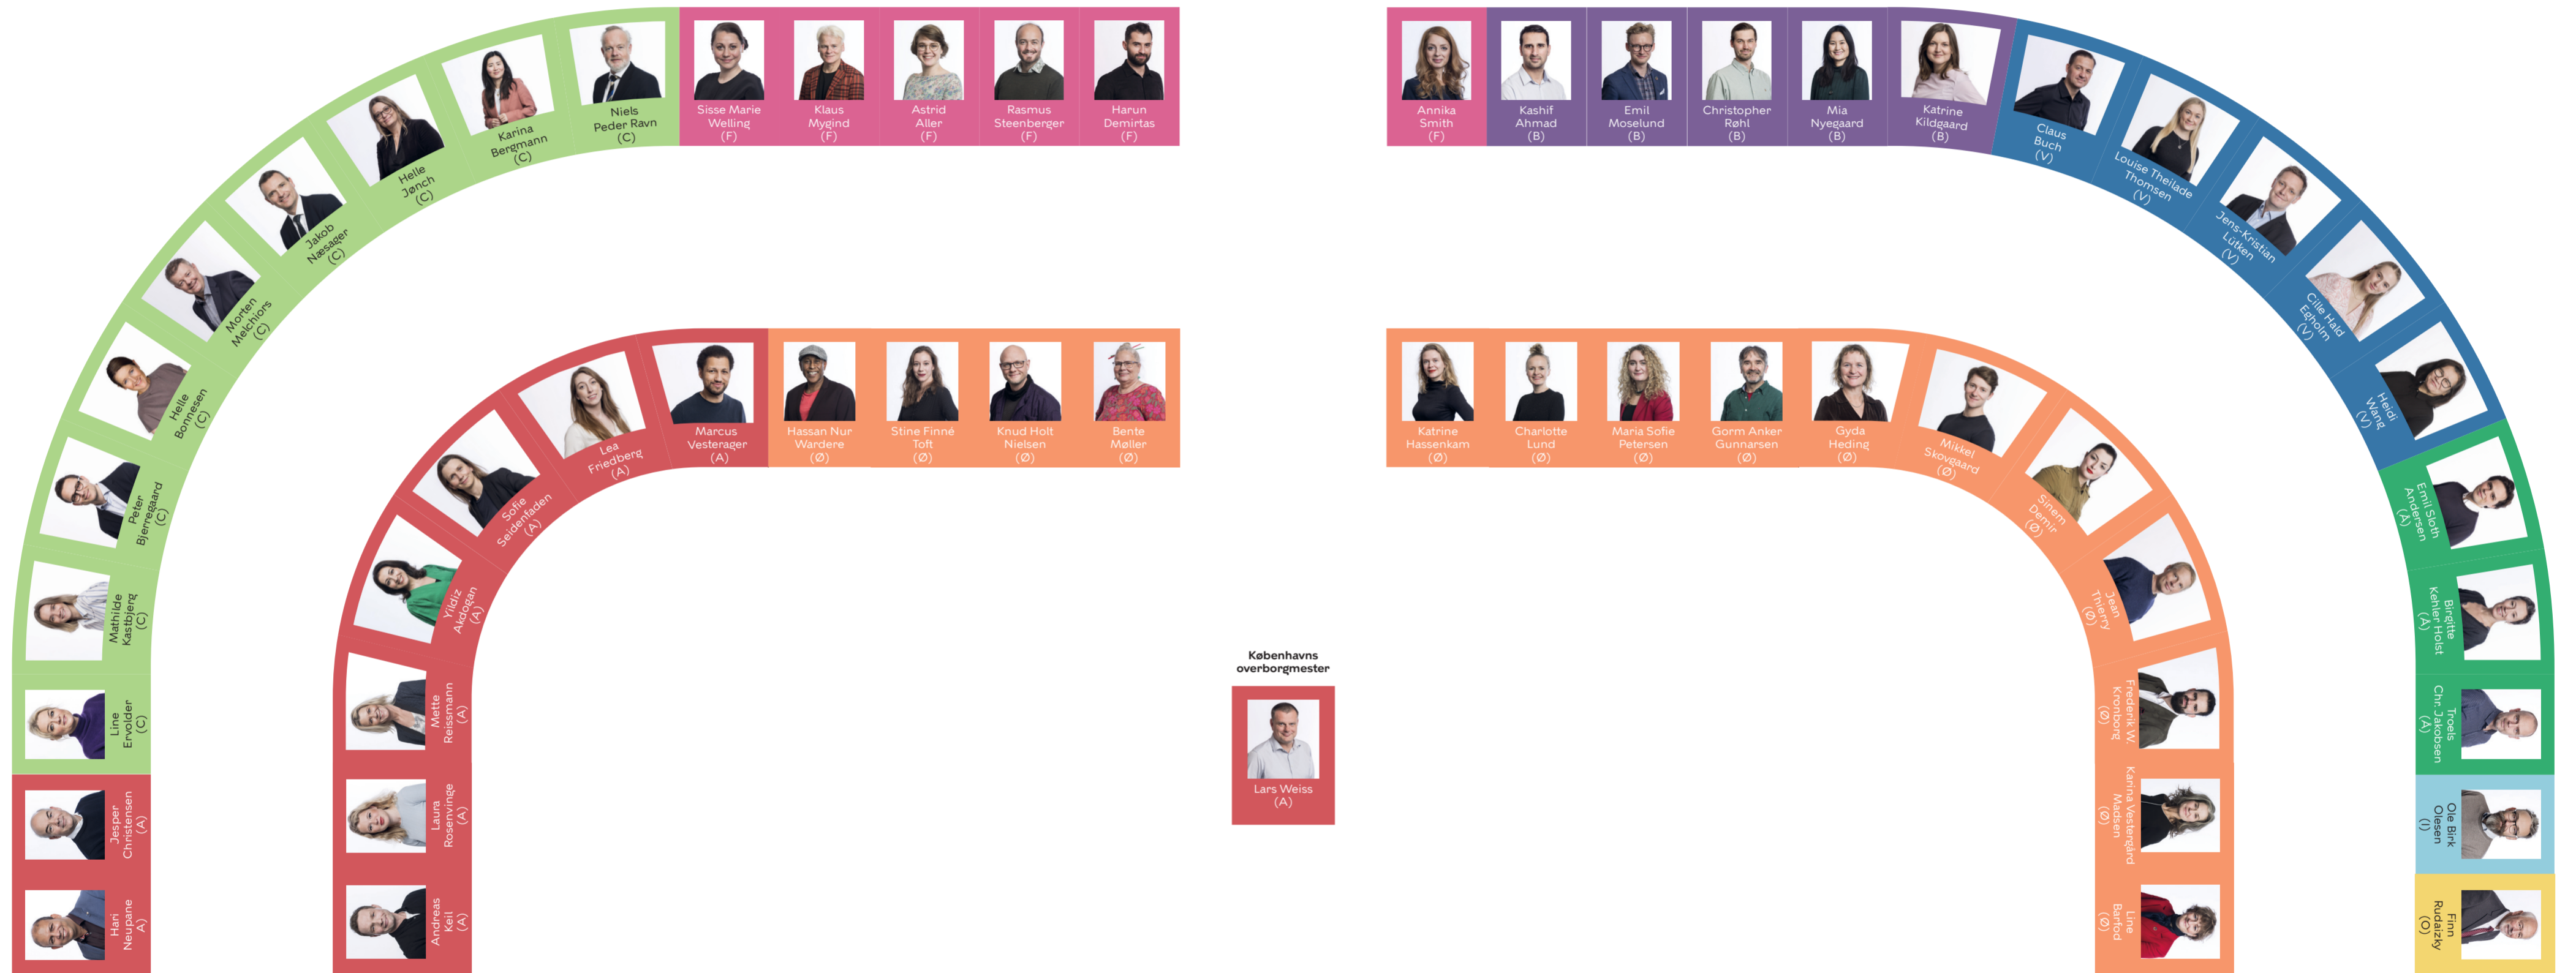 Niels
Peder Ravn
(C)
Karina
Bergmann
(C)
Helle
Jønch
(C)
Jakob
Næsager
(C)
Morten
Melchiors
(C)
Helle
Bonnesen
(C)
Peter
Bjerregaard
(C)
Mathilde
Kastbjerg
(C)
Line
Ervolder
(C)
Jesper
Christensen
(A)
Hari
Neupane
A)
Sisse Marie
Welling
(F)
Klaus
Mygind
(F)
Astrid
Aller
(F)
Rasmus
Steenberger
(F)
Harun
Demirtas
(F)
Annika
Smith
(F)
Kashif
Ahmad
(B)
Emil
Moselund
(B)
Christopher
Røhl
(B)
Mia
Nyegaard
(B)
Katrine
Kildgaard
(B)
Claus
Buch
(V)
Louise Theilade
Thomsen
(V)
Jens-Kristian
Lütken
(V)
Cille Hald
Egholm
(V)
Heidi
Wang
(V)
Emil Sloth
Andersen
(Å)
Birgitte
Kehler Holst
(Å)
Troels
Chr. Jakobsen
(Å)
Ole Birk
Olesen
(I)
Finn
Rudaizky
(O)
Andreas
Keil
(A)
Laura
Rosenvinge
(A)
Mette
Reissmann
(A)
Yildiz
Akdogan
(A)
Sofie
Seidenfaden
(A)
Lea
Friedberg
(A)
Marcus
Vesterager
(A)
Hassan Nur
Wardere
(Ø)
Stine Finné
Toft
(Ø)
Knud Holt
Nielsen
(Ø)
Bente
Møller
(Ø)
Katrine
Hassenkam
(Ø)
Charlotte
Lund
(Ø)
Maria Sofie
Petersen
(Ø)
Gorm Anker
Gunnarsen
(Ø)
Gyda
Heding
(Ø)
Mikkel
Skovgaard
(Ø)
Sinem
Demir
(Ø)
Jean
Thierry
(Ø)
Frederik W.
Kronborg
(Ø)
Karina Vestergård
Madsen
(Ø)
Line
Barfod
(Ø)
Københavns
overborgmester
Lars Weiss
(A)